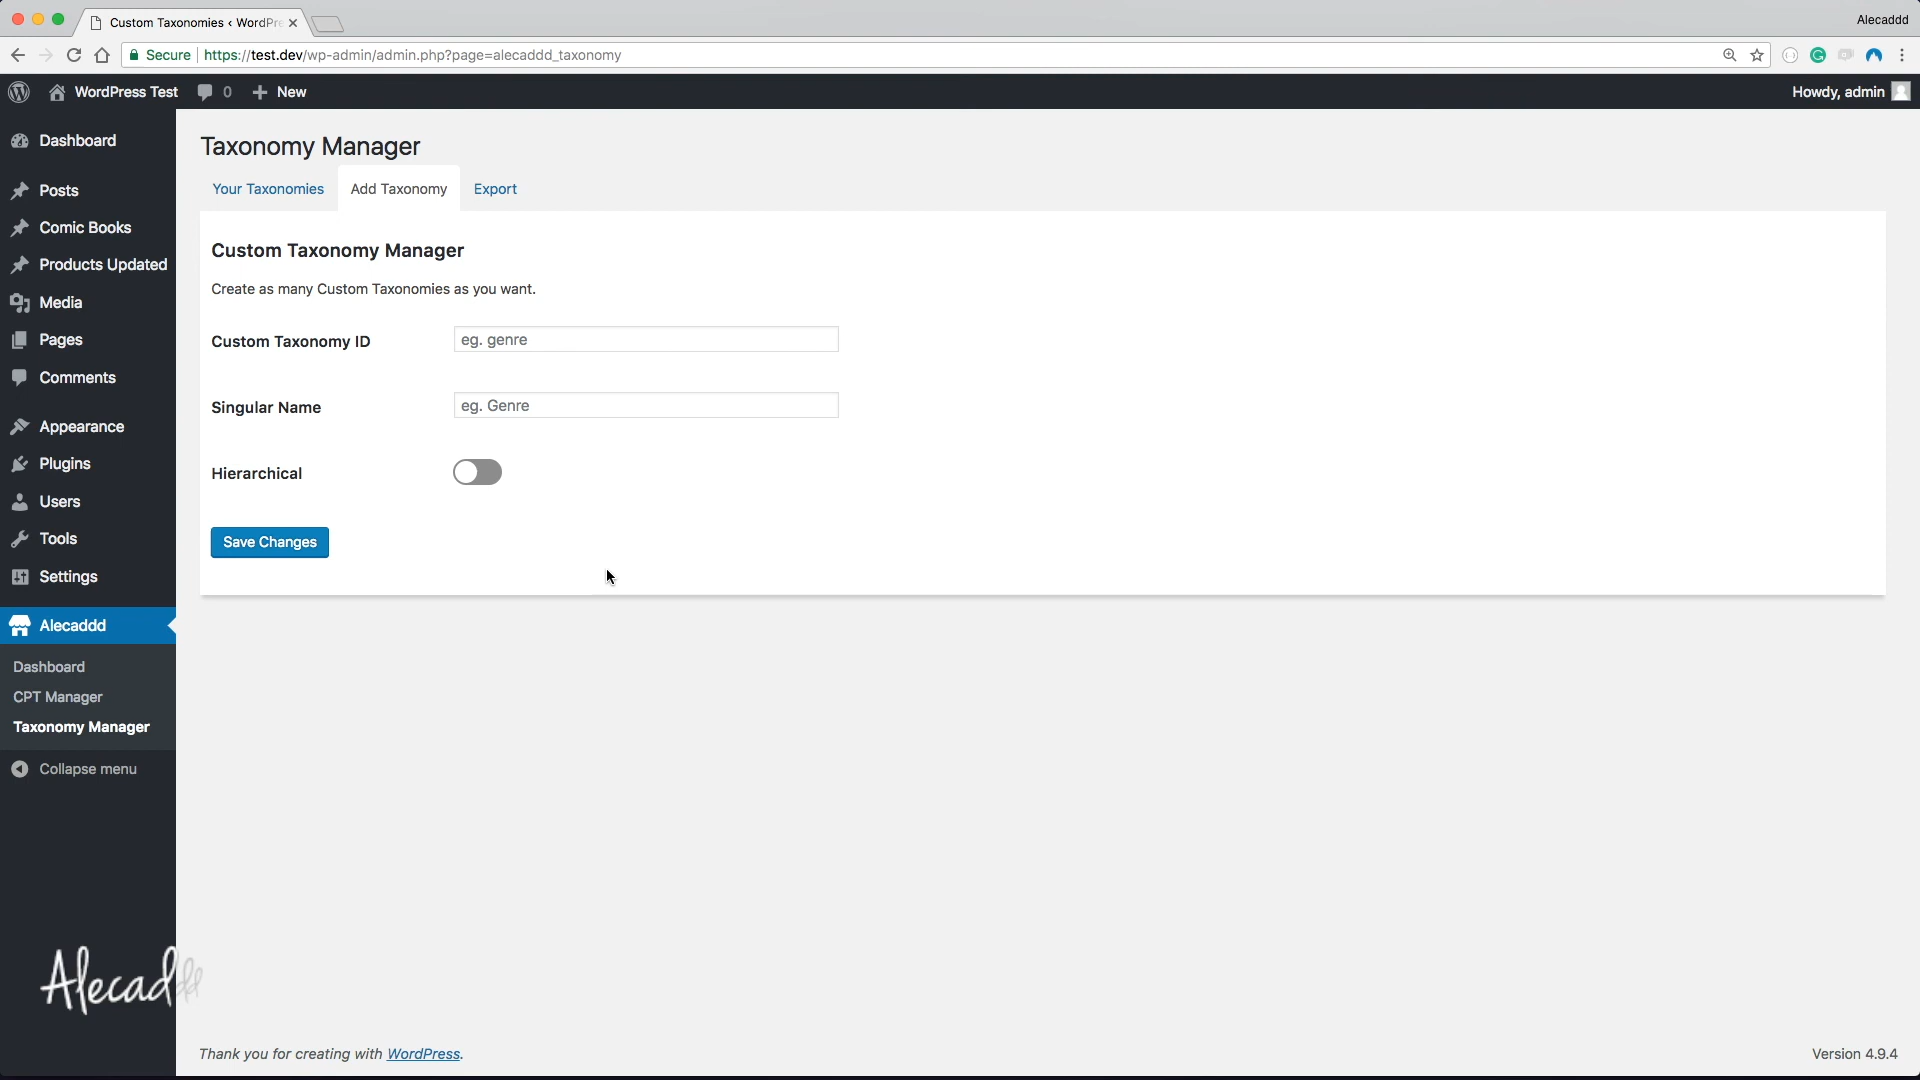 Custom Taxonomies ‹ WordPre
Alecaddd
Secure
https://test.dev/wp-admin/admin.php?page=alecaddd_taxonomy
WordPress Test
0
New
Howdy, admin
Dashboard
Posts
Comic Books
Products Updated
Media
Pages
Comments
Appearance
Plugins
Users
Tools
Settings
Alecaddd
Dashboard
CPT Manager
Taxonomy Manager
Collapse menu
Taxonomy Manager
Your Taxonomies
Add Taxonomy
Export
Custom Taxonomy Manager
Create as many Custom Taxonomies as you want.
Custom Taxonomy ID
eg. genre
Singular Name
eg. Genre
Hierarchical
Save Changes
Alecaddd
Thank you for creating with WordPress.
Version 4.9.4